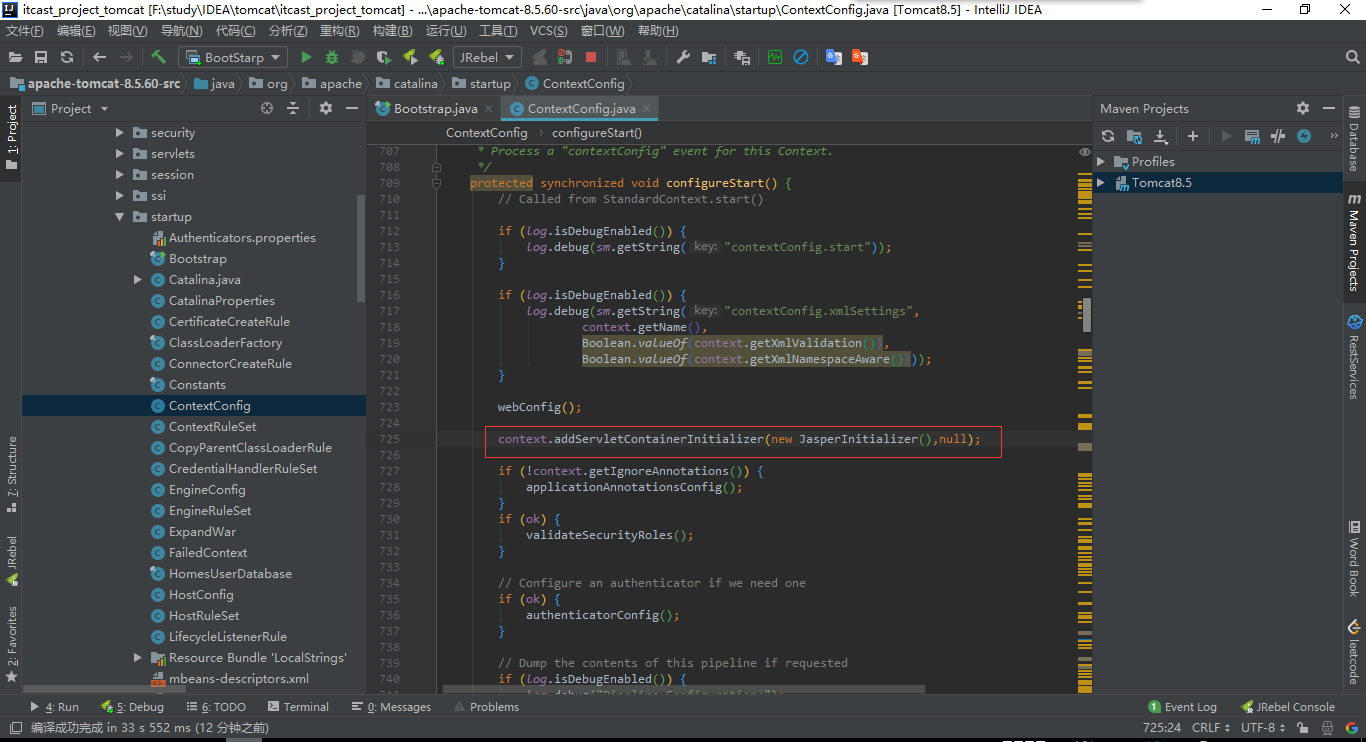 itcast_project_tomcat [F:\study\IDEA\tomcat\itcast_project_tomcat] - ...\apache-tomcat-8.5.60-src\java\org\apache\catalina\startup\ContextConfig.java [Tomcat8.5] - IntelliJ IDEA
文件(F) 编辑(E) 视图(V) 导航(N) 代码(C) 分析(Z) 重构(R) 构建(B) 运行(U) 工具(T) VCS(S) 窗口(W) 帮助(H)
BootStarp JRebel
apache-tomcat-8.5.60-src java org apache catalina startup ContextConfig
1: Project
7: Structure
JRebel
2: Favorites
Project
security
servlets
session
ssi
startup
Authenticators.properties
Bootstrap
Catalina.java
CatalinaProperties
CertificateCreateRule
ClassLoaderFactory
ConnectorCreateRule
Constants
ContextConfig
ContextRuleSet
CopyParentClassLoaderRule
CredentialHandlerRuleSet
EngineConfig
EngineRuleSet
ExpandWar
FailedContext
HomesUserDatabase
HostConfig
HostRuleSet
LifecycleListenerRule
Resource Bundle 'LocalStrings'
mbeans-descriptors.xml
Bootstrap.java ContextConfig.java
ContextConfig configureStart()
707 * Process a "contextConfig" event for this Context.
708 */
709 protected synchronized void configureStart() {
710 // Called from StandardContext.start()
711
712 if (log.isDebugEnabled()) {
713 log.debug(sm.getString( key: "contextConfig.start"));
714 }
715
716 if (log.isDebugEnabled()) {
717 log.debug(sm.getString( key: "contextConfig.xmlSettings",
718 context.getName(),
719 Boolean.valueOf(context.getXmlValidation()),
720 Boolean.valueOf(context.getXmlNamespaceAware())));
721 }
722
723 webConfig();
724
725 context.addServletContainerInitializer(new JasperInitializer(),null);
726
727 if (!context.getIgnoreAnnotations()) {
728 applicationAnnotationsConfig();
729 }
730 if (ok) {
731 validateSecurityRoles();
732 }
733
734 // Configure an authenticator if we need one
735 if (ok) {
736 authenticatorConfig();
737 }
738
739 // Dump the contents of this pipeline if requested
740 if (log.isDebugEnabled()) {
Maven Projects
Profiles
Tomcat8.5
Database
Maven Projects
RestServices
Word Book
leetcode
4: Run 5: Debug 6: TODO Terminal 0: Messages Problems 1 Event Log JRebel Console
编译成功完成 in 33 s 552 ms (12 分钟之前) 725:24 CRLF UTF-8